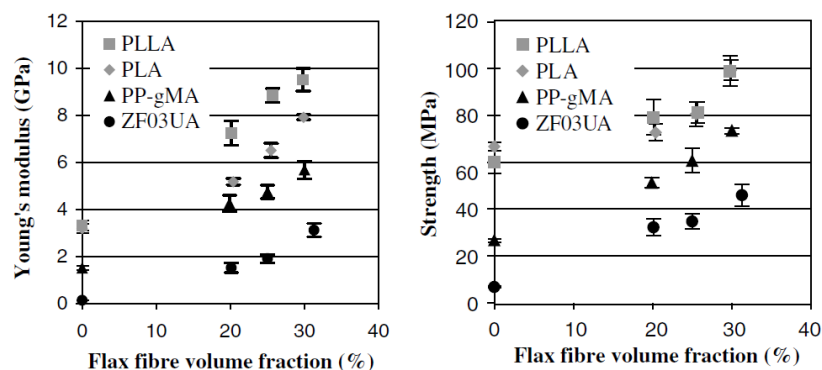 12
10
8
6
4
2
0
Young's modulus (GPa)
PLLA
PLA
PP-gMA
ZF03UA
0 10 20 30 40
Flax fibre volume fraction (%)
120
100
80
60
40
20
0
Strength (MPa)
PLLA
PLA
PP-gMA
ZF03UA
0 10 20 30 40
Flax fibre volume fraction (%)